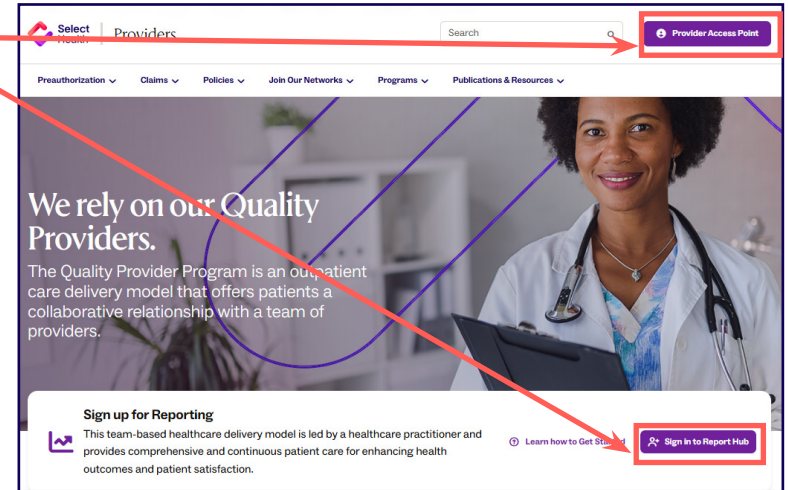 Select
Health
Providers
Search
Provider Access Point
Preauthorization
Claims
Policies
Join Our Networks
Programs
Publications & Resources
We rely on our Quality
Providers.
The Quality Provider Program is an outpatient
care delivery model that offers patients a
collaborative relationship with a team of
providers.
Sign up for Reporting
This team-based healthcare delivery model is led by a healthcare practitioner and
provides comprehensive and continuous patient care for enhancing health
outcomes and patient satisfaction.
Learn how to Get Started
Sign in to Report Hub